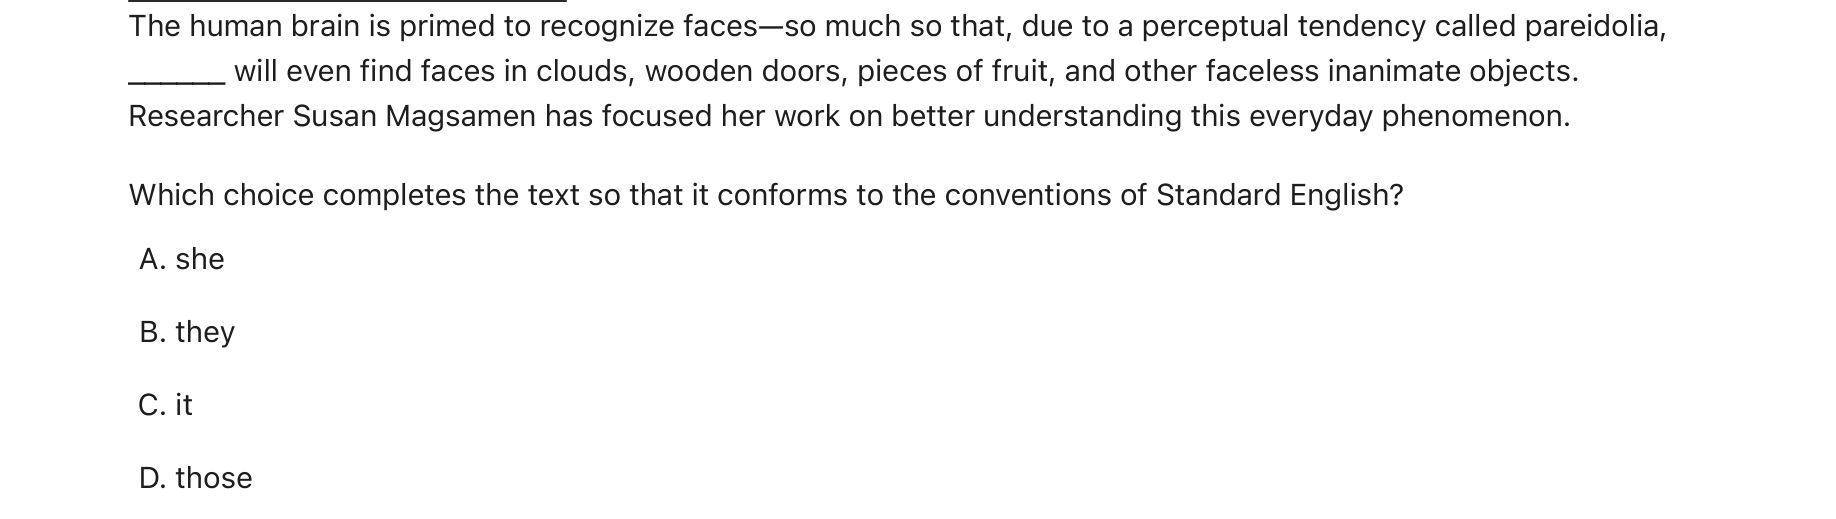 The human brain is primed to recognize faces—so much so that, due to a perceptual tendency called pareidolia,
______ will even find faces in clouds, wooden doors, pieces of fruit, and other faceless inanimate objects.
Researcher Susan Magsamen has focused her work on better understanding this everyday phenomenon.
Which choice completes the text so that it conforms to the conventions of Standard English?
A. she
B. they
C. it
D. those